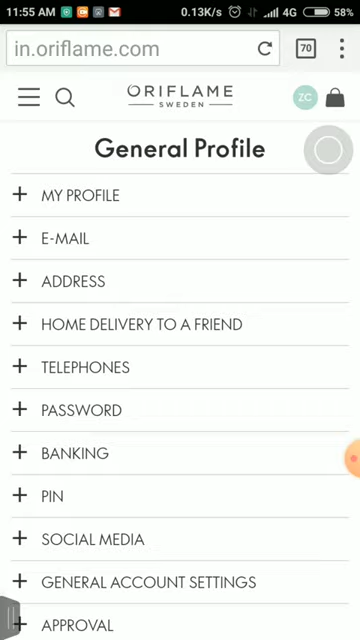 11:55 AM 0.13K/s 4G 58%
in.oriflame.com 70
ORIFLAME
SWEDEN
ZC
General Profile
+ MY PROFILE
+ E-MAIL
+ ADDRESS
+ HOME DELIVERY TO A FRIEND
+ TELEPHONES
+ PASSWORD
+ BANKING
+ PIN
+ SOCIAL MEDIA
+ GENERAL ACCOUNT SETTINGS
+ APPROVAL